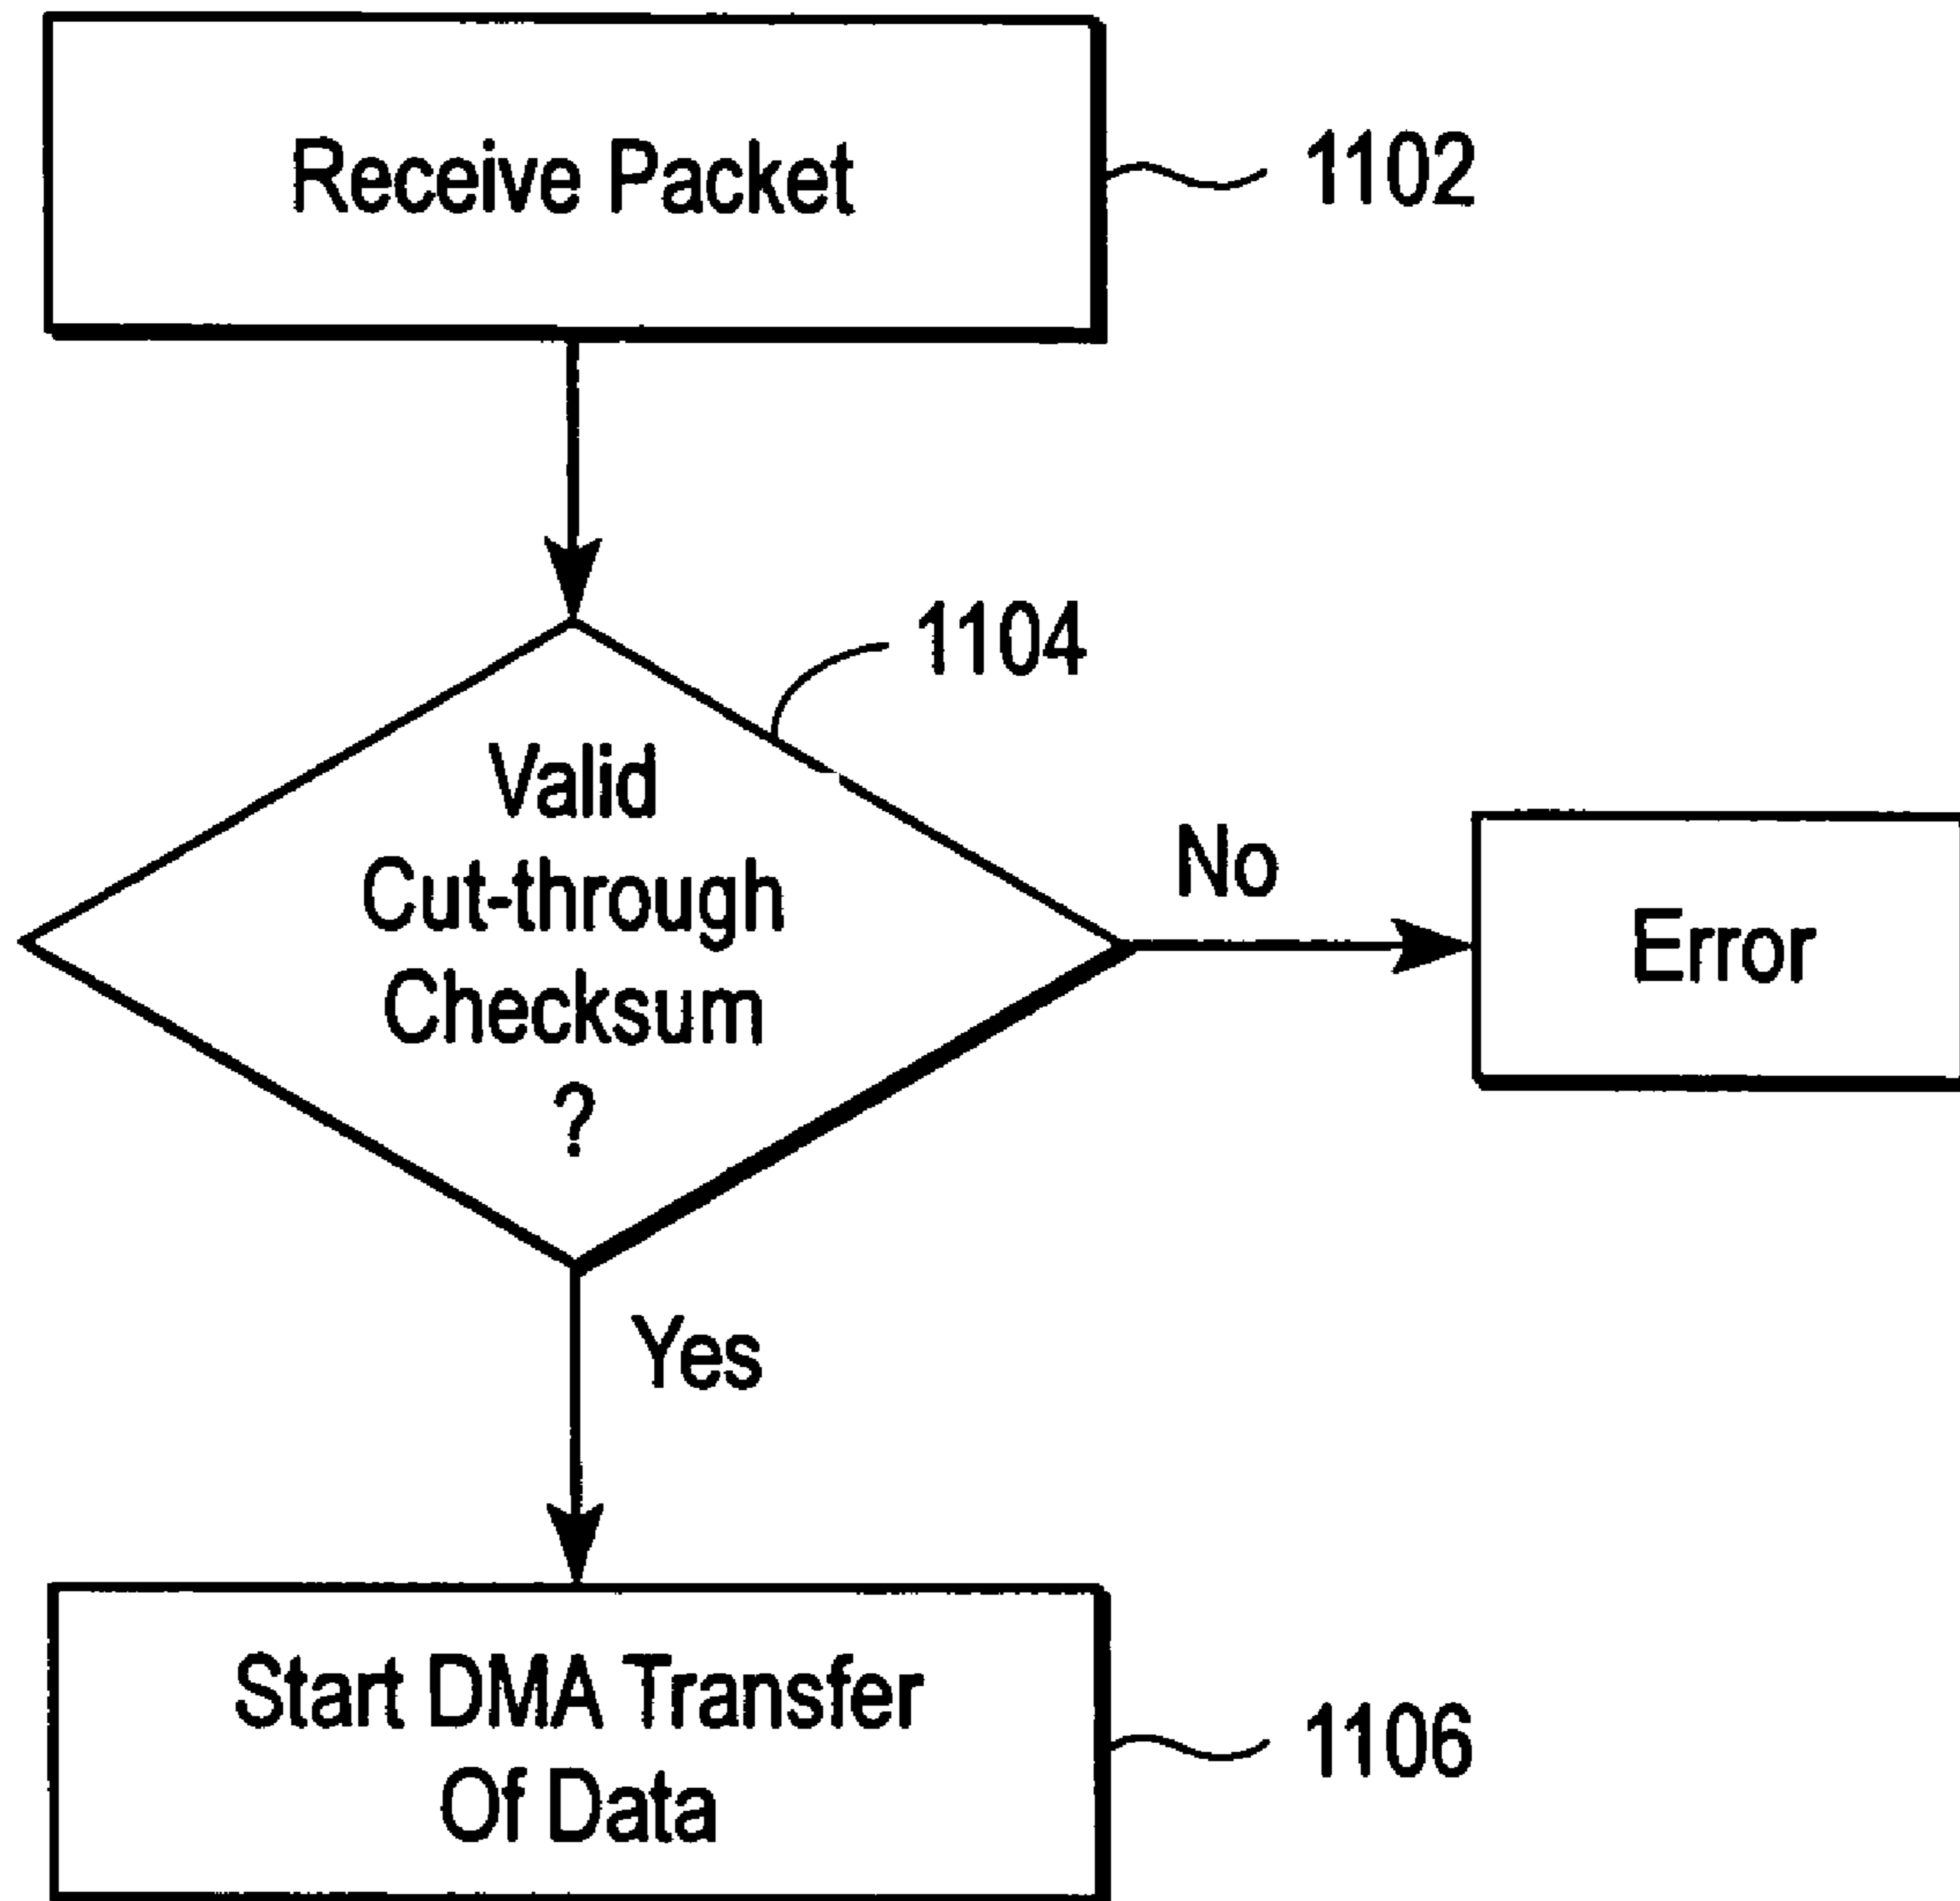 Receive Packet
1102
1104
Valid
Cut-through
Checksum
?
No
Error
Yes
Start DMA Transfer
Of Data
1106